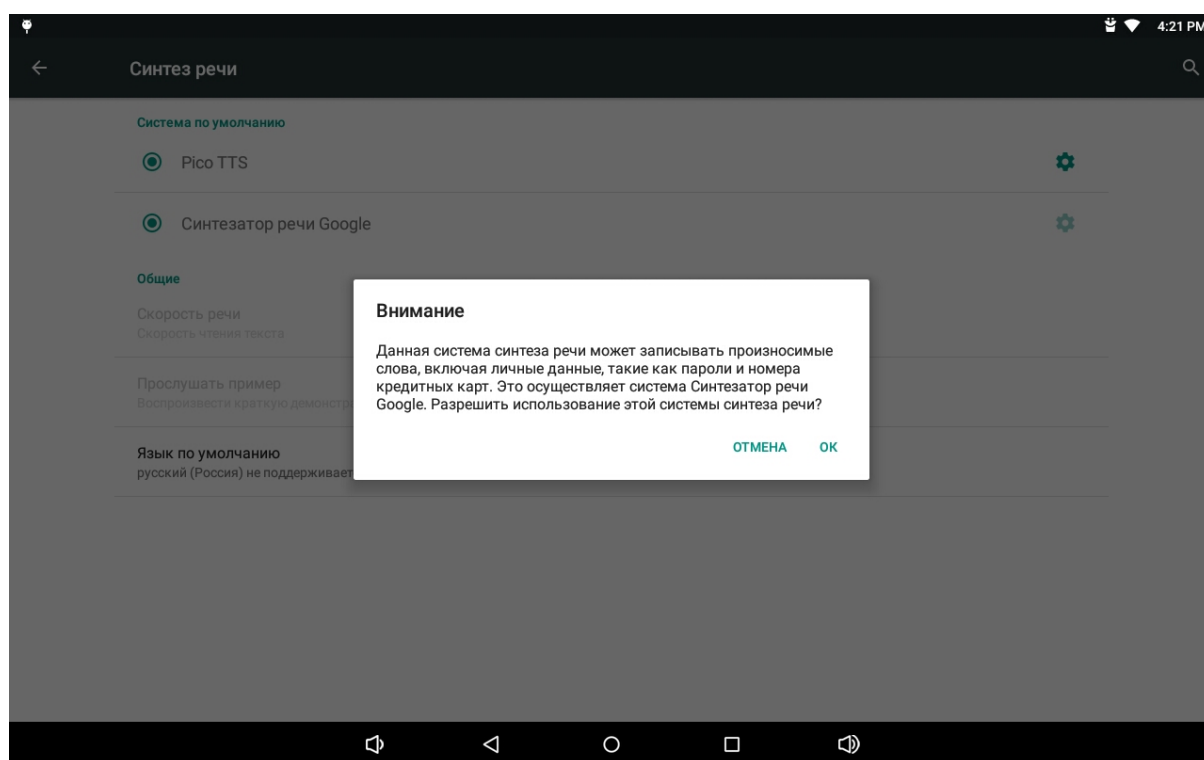 4:21 PM
Синтез речи
Система по умолчанию
Pico TTS
Синтезатор речи Google
Общие
Скорость речи
Скорость чтения текста
Прослушать пример
Воспроизвести краткую
Язык по умолчанию
русский (Россия) не
Внимание
Данная система синтеза речи может записывать произносимые
слова, включая личные данные, такие как пароли и номера
кредитных карт. Это осуществляет система Синтезатор речи
Google. Разрешить использование этой системы синтеза речи?
ОТМЕНА ОК